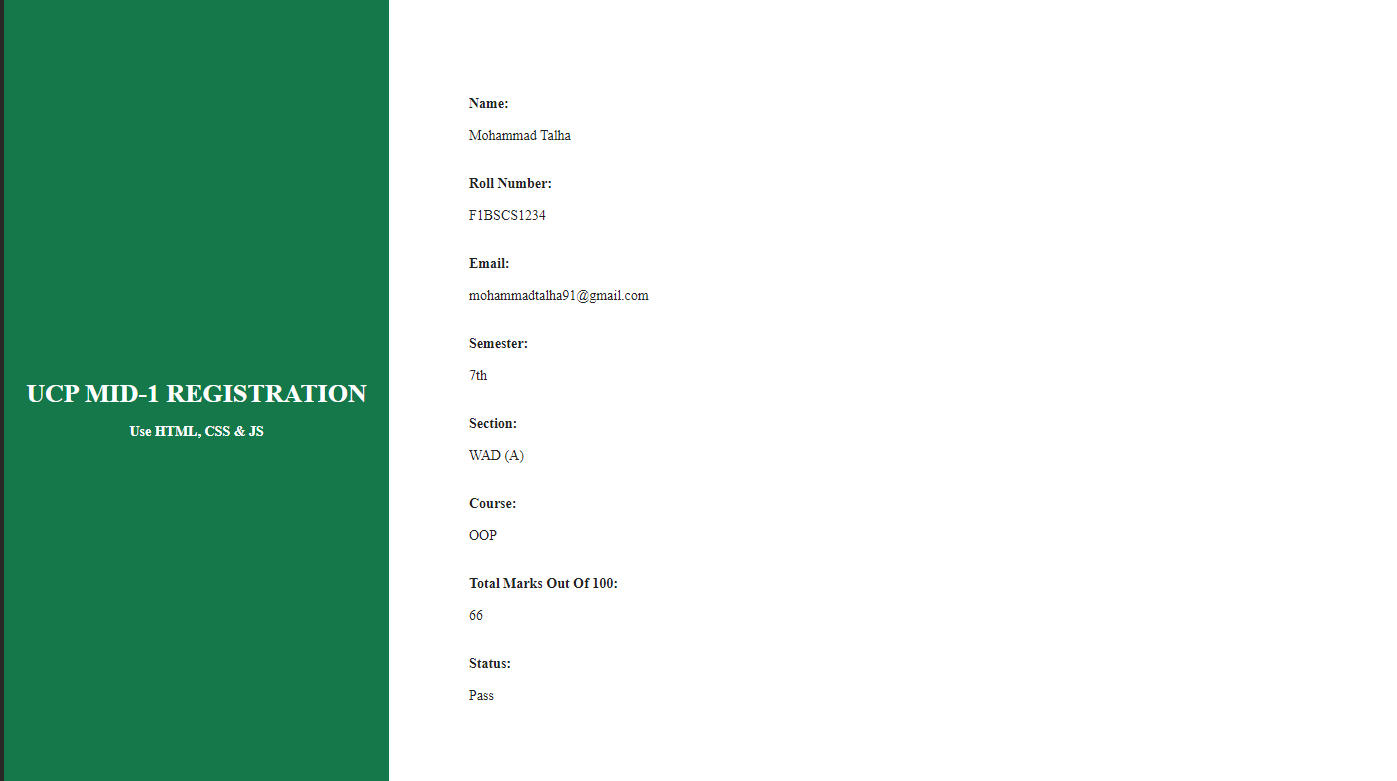 UCP MID-1 REGISTRATION
Use HTML, CSS & JS
Name:
Mohammad Talha
Roll Number:
F1BSCS1234
Email:
mohammadtalha91@gmail.com
Semester:
7th
Section:
WAD (A)
Course:
OOP
Total Marks Out Of 100:
66
Status:
Pass